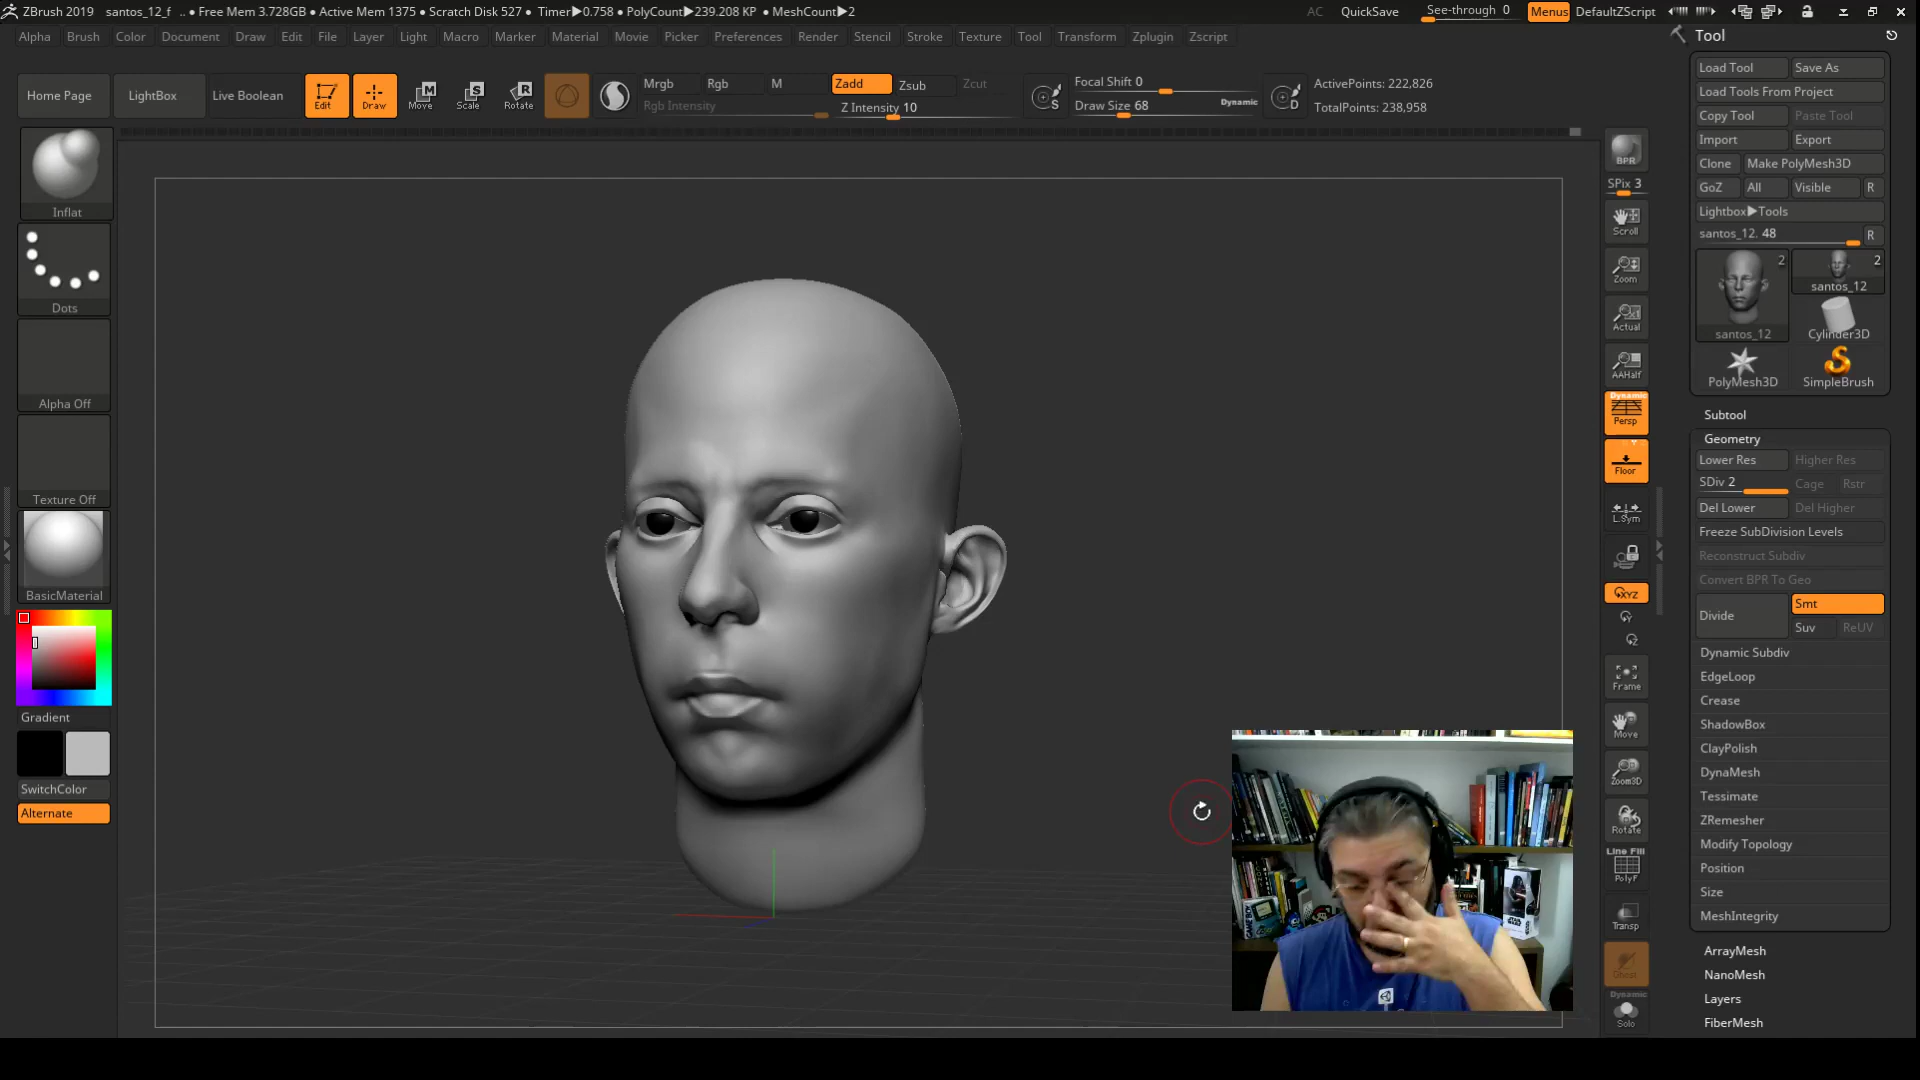 ZBrush 2019 santos_12_f .. ● Free Mem 3.728GB ● Active Mem 1375 ● Scratch Disk 527 ● Timer▶0.758 ● PolyCount▶239.208 KP ● MeshCount▶2 AC QuickSave See-through 0 Menus DefaultZScript
Alpha Brush Color Document Draw Edit File Layer Light Macro Marker Material Movie Picker Preferences Render Stencil Stroke Texture Tool Transform Zplugin Zscript
Tool
Home Page LightBox Live Boolean Edit Draw Move Scale Rotate
M S R
Mrgb Rgb M Zadd Zsub Zcut
Rgb Intensity Z Intensity 10
S
Focal Shift 0
Draw Size 68 Dynamic
D
ActivePoints: 222,826
TotalPoints: 238,958
Inflat
Dots
Alpha Off
Texture Off
BasicMaterial
Gradient
SwitchColor
Alternate
BPR
SPix 3
Scroll
Zoom
Actual
AAHalf
Dynamic
Persp
Floor
L.Sym
XYZ
Frame
Move
Zoom3D
Rotate
Line Fill
PolyF
Transp
Ghost
Dynamic
Solo
Load Tool Save As
Load Tools From Project
Copy Tool Paste Tool
Import Export
Clone Make PolyMesh3D
GoZ All Visible R
Lightbox▶Tools
santos_12. 48 R
2 2
santos_12
santos_12 Cylinder3D
PolyMesh3D SimpleBrush
Subtool
Geometry
Lower Res Higher Res
SDiv 2 Cage Rstr
Del Lower Del Higher
Freeze SubDivision Levels
Reconstruct Subdiv
Convert BPR To Geo
Divide Smt
Suv ReUV
Dynamic Subdiv
EdgeLoop
Crease
ShadowBox
ClayPolish
DynaMesh
Tessimate
ZRemesher
Modify Topology
Position
Size
MeshIntegrity
ArrayMesh
NanoMesh
Layers
FiberMesh